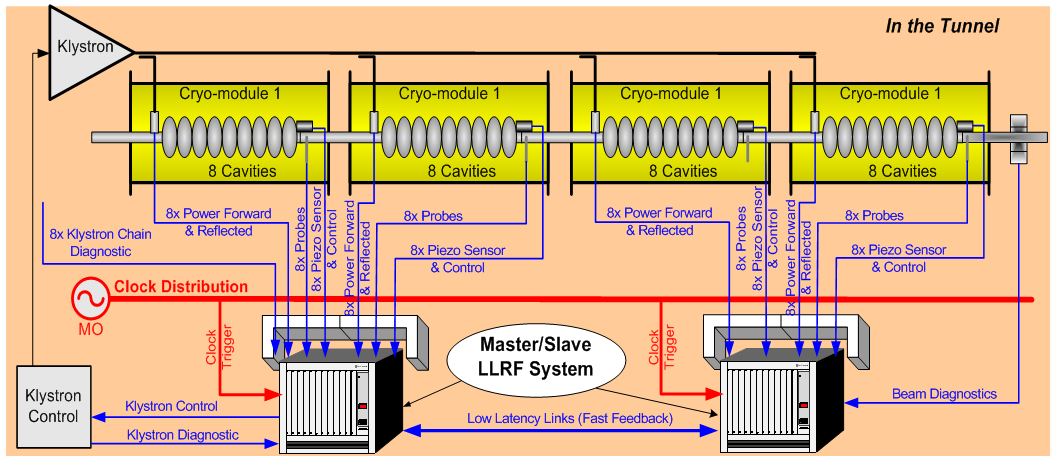 In the Tunnel
Klystron
Cryo-module 1
Cryo-module 1
Cryo-module 1
Cryo-module 1
8 Cavities
8 Cavities
8 Cavities
8 Cavities
8x Klystron Chain
Diagnostic
8x Power Forward
& Reflected
8x Probes
8x Piezo Sensor
& Control
8x Power Forward
& Reflected
8x Probes
8x Piezo Sensor
& Control
8x Power Forward
& Reflected
8x Probes
8x Piezo Sensor
& Control
8x Power Forward
& Reflected
8x Probes
8x Piezo Sensor
& Control
Clock Distribution
MO
Clock
Trigger
Master/Slave
LLRF System
Clock
Trigger
Klystron
Control
Klystron Control
Klystron Diagnostic
Low Latency Links (Fast Feedback)
Beam Diagnostics